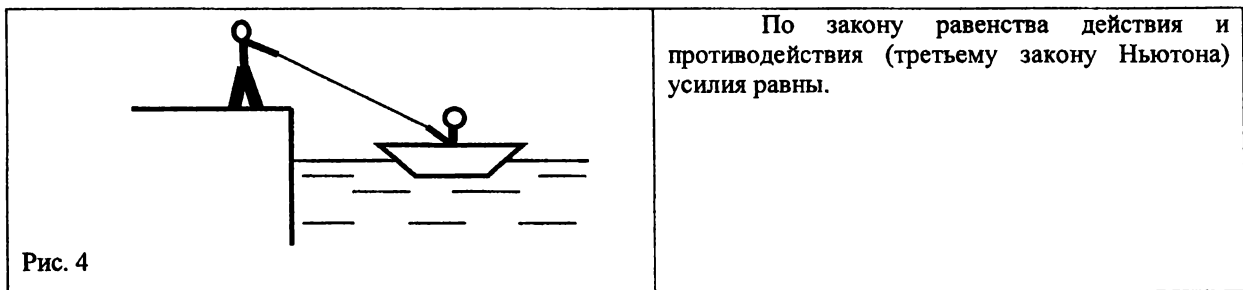 По закону равенства действия и
противодействия (третьему закону Ньютона)
усилия равны.
Рис. 4